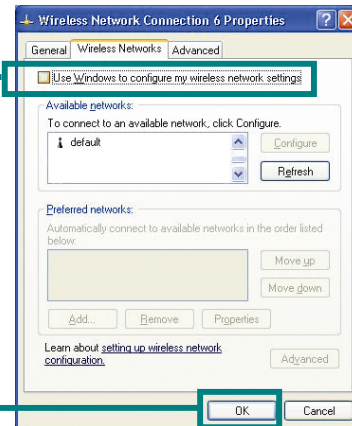 Wireless Network Connection 6 Properties
General Wireless Networks Advanced
Use Windows to configure my wireless network settings
Available networks:
To connect to an available network, click Configure.
default
Configure
Refresh
Preferred networks:
Automatically connect to available networks in the order listed
below:
Move up
Move down
Add... Remove Properties
Learn about setting up wireless network
configuration.
Advanced
OK Cancel